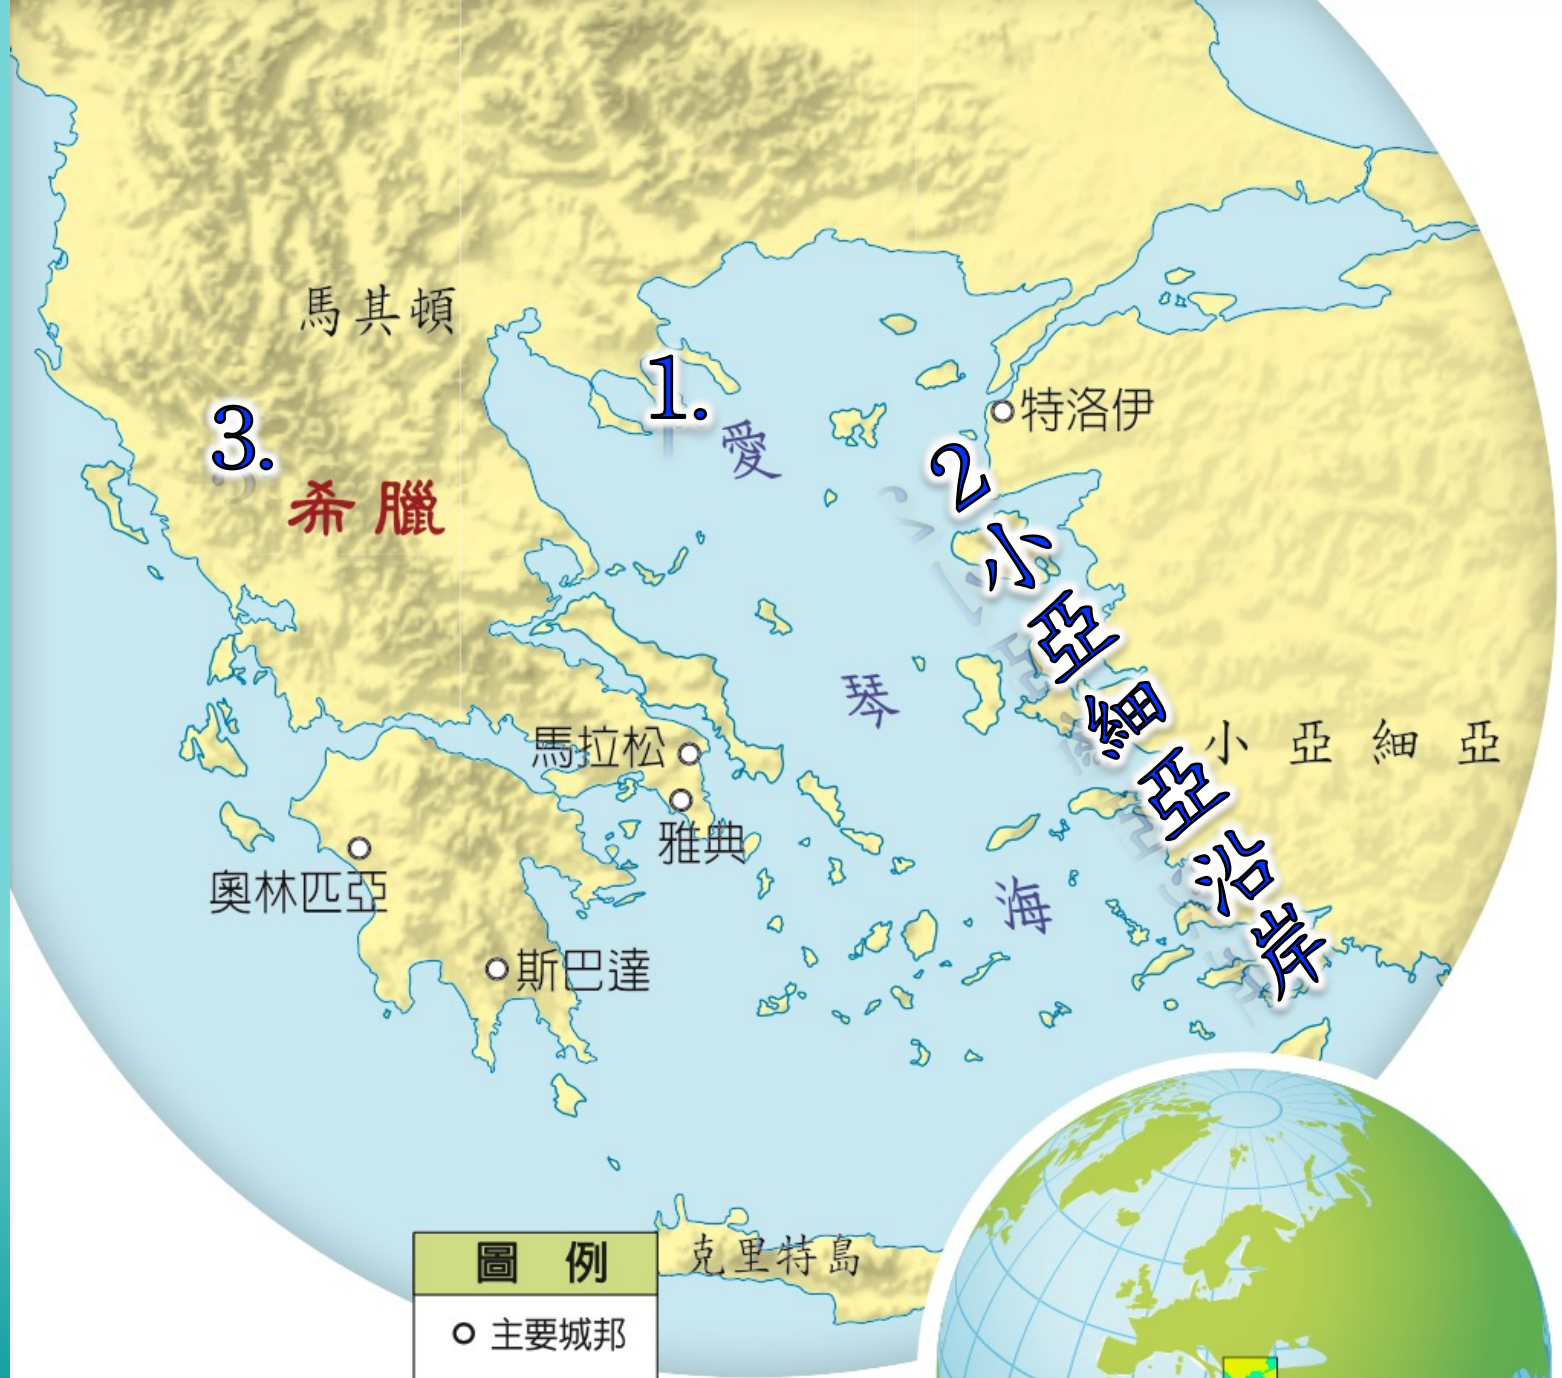 馬其頓
1.
3.
愛
特洛伊
希臘
2小亞細亞沿岸
琴
馬拉松
小亞細亞
雅典
奧林匹亞
海
斯巴達
克里特島
圖例
主要城邦